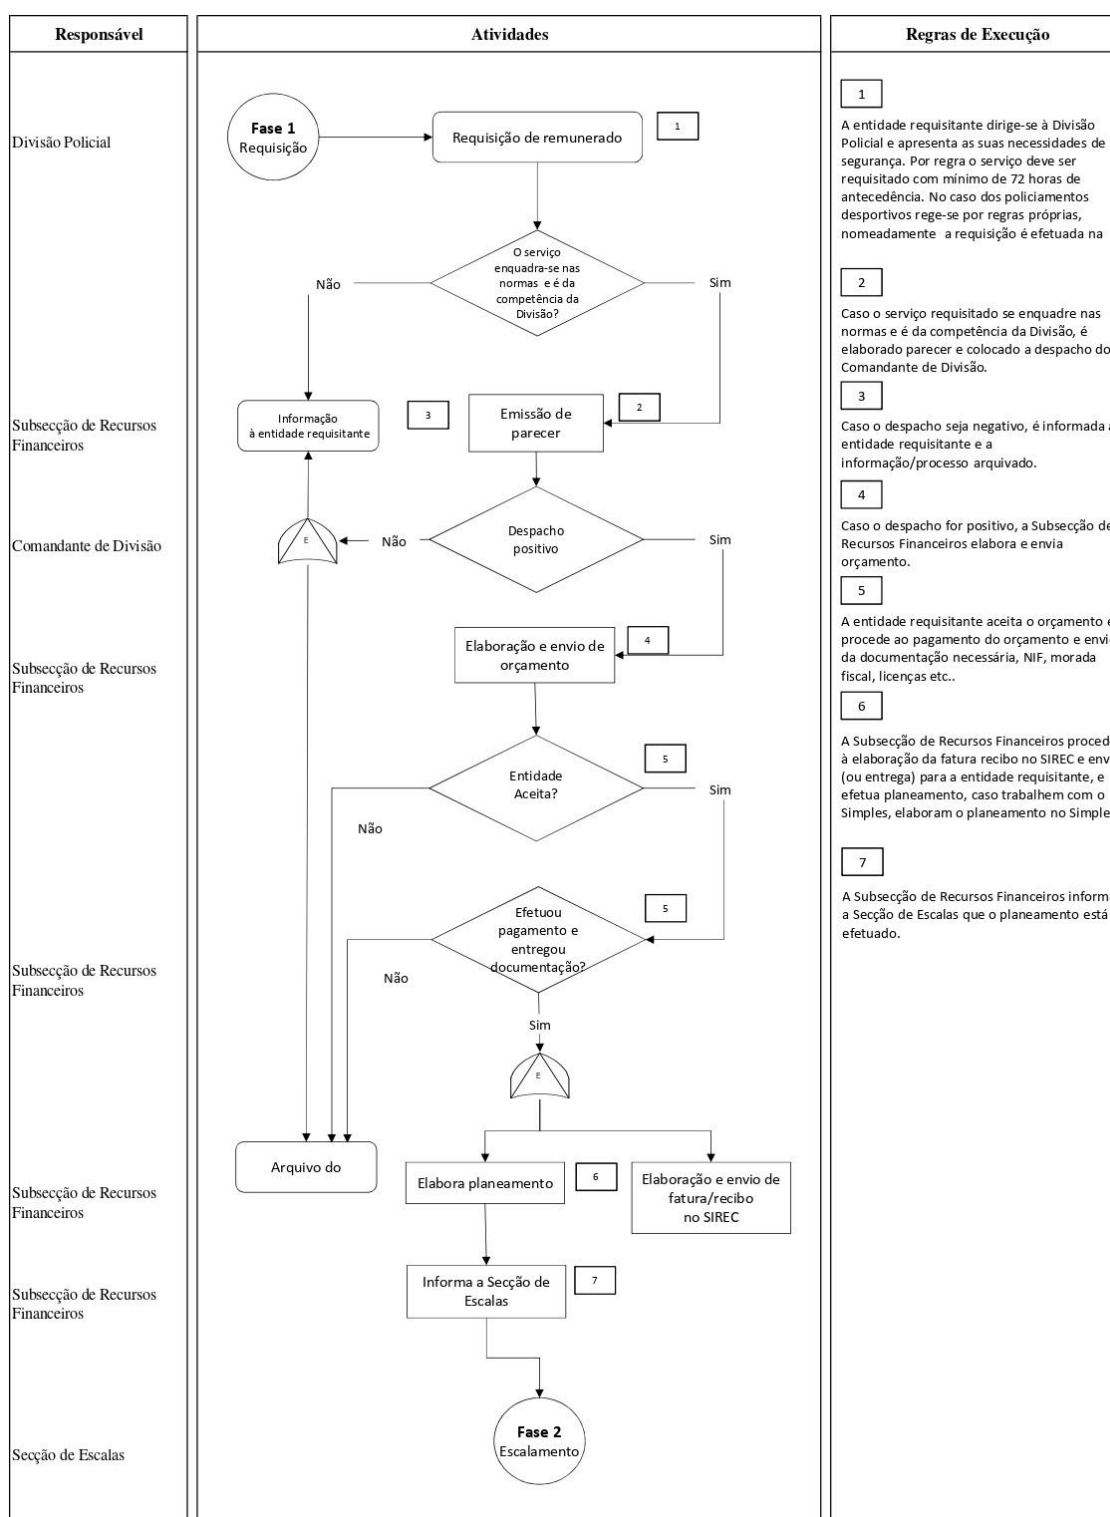 Responsável
Atividades
Regras de Execução
Divisão Policial
Fase 1
Requisição
Requisição de remunerado
1
1
A entidade requisitante dirige-se à Divisão
Policial e apresenta as suas necessidades de
segurança. Por regra o serviço deve ser
requisitado com mínimo de 72 horas de
antecedência. No caso dos policiamentos
desportivos rege-se por regras próprias,
nomeadamente a requisição é efetuada na
O serviço
enquadra-se nas
normas e é da
competência da
Divisão?
Não
Sim
2
Caso o serviço requisitado se enquadre nas
normas e é da competência da Divisão, é
elaborado parecer e colocado a despacho do
Comandante de Divisão.
Subsecção de Recursos
Financeiros
Informação
à entidade requisitante
3
Emissão de
parecer
2
3
Caso o despacho seja negativo, é informada
entidade requisitante e a
informação/processo arquivado.
Comandante de Divisão
E
Não
Despacho
positivo
Sim
4
Caso o despacho for positivo, a Subsecção de
Recursos Financeiros elabora e envia
orçamento.
Subsecção de Recursos
Financeiros
Elaboração e envio de
orçamento
4
5
A entidade requisitante aceita o orçamento
procede ao pagamento do orçamento e
da documentação necessária, NIF, morada
fiscal, licenças etc..
Entidade
Aceita?
5
Não
Sim
6
A Subsecção de Recursos Financeiros
à elaboração da fatura recibo no SIREC e
(ou entrega) para a entidade requisitante, e
efetua planeamento, caso trabalhem com o
Simples, elaboram o planeamento no
Subsecção de Recursos
Financeiros
Efetuou
pagamento e
entregou
documentação?
5
Não
Sim
E
7
A Subsecção de Recursos Financeiros
a Secção de Escalas que o planeamento está
efetuado.
Subsecção de Recursos
Financeiros
Arquivo do
Elabora planeamento
6
Elaboração e envio de
fatura/recibo
no SIREC
Subsecção de Recursos
Financeiros
Informa a Secção de
Escalas
7
Secção de Escalas
Fase 2
Escalamento